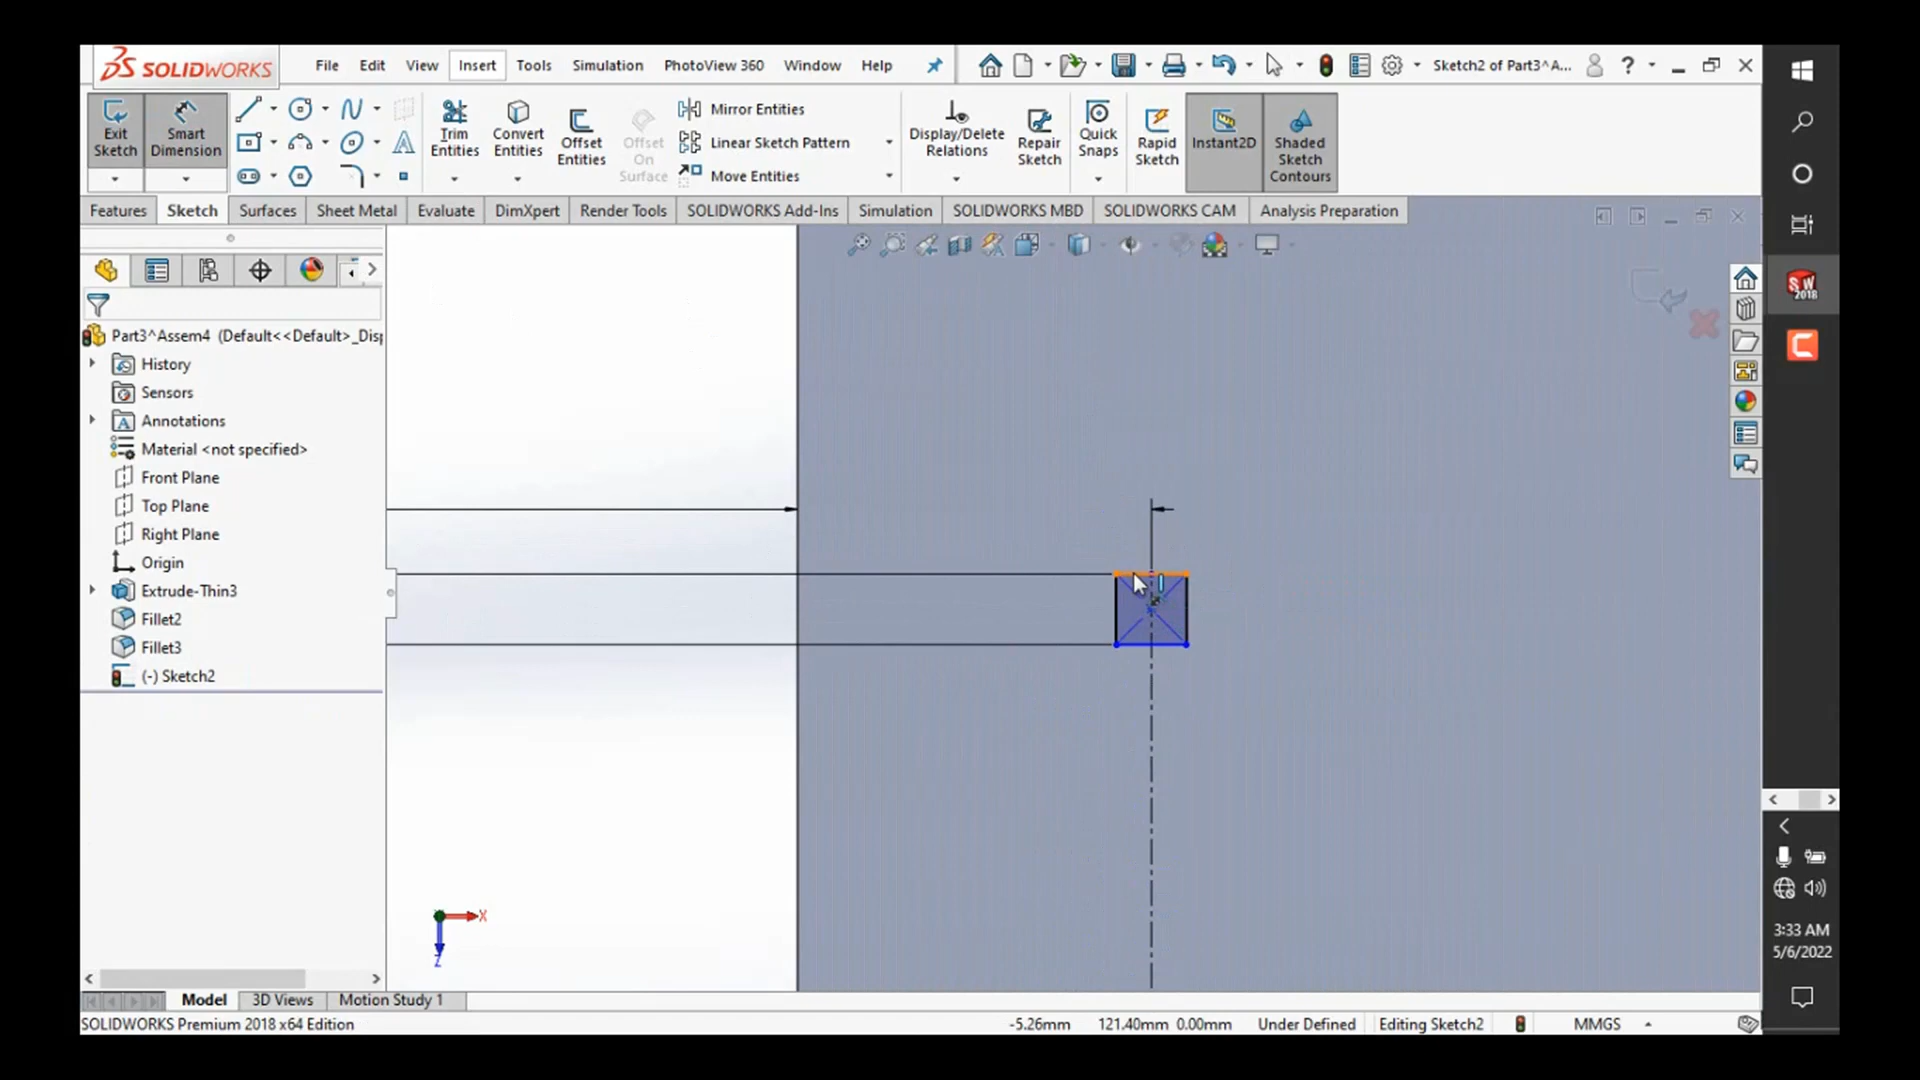 SOLIDWORKS File Edit View Insert Tools Simulation PhotoView 360 Window Help Sketch2 of Part3^A... ?
Exit Sketch
Smart Dimension
Trim Entities
Convert Entities
Offset Entities
Offset On Surface
Mirror Entities
Linear Sketch Pattern
Move Entities
Display/Delete Relations
Repair Sketch
Quick Snaps
Rapid Sketch
Instant2D
Shaded Sketch Contours
Features Sketch Surfaces Sheet Metal Evaluate DimXpert Render Tools SOLIDWORKS Add-Ins Simulation SOLIDWORKS MBD SOLIDWORKS CAM Analysis Preparation
Part3^Assem4 (Default<<Default>_Disp
History
Sensors
Annotations
Material <not specified>
Front Plane
Top Plane
Right Plane
Origin
Extrude-Thin3
Fillet2
Fillet3
(-) Sketch2
X
Z
SW
2018
3:33 AM
5/6/2022
Model 3D Views Motion Study 1
SOLIDWORKS Premium 2018 x64 Edition -5.26mm 121.40mm 0.00mm Under Defined Editing Sketch2 MMGS